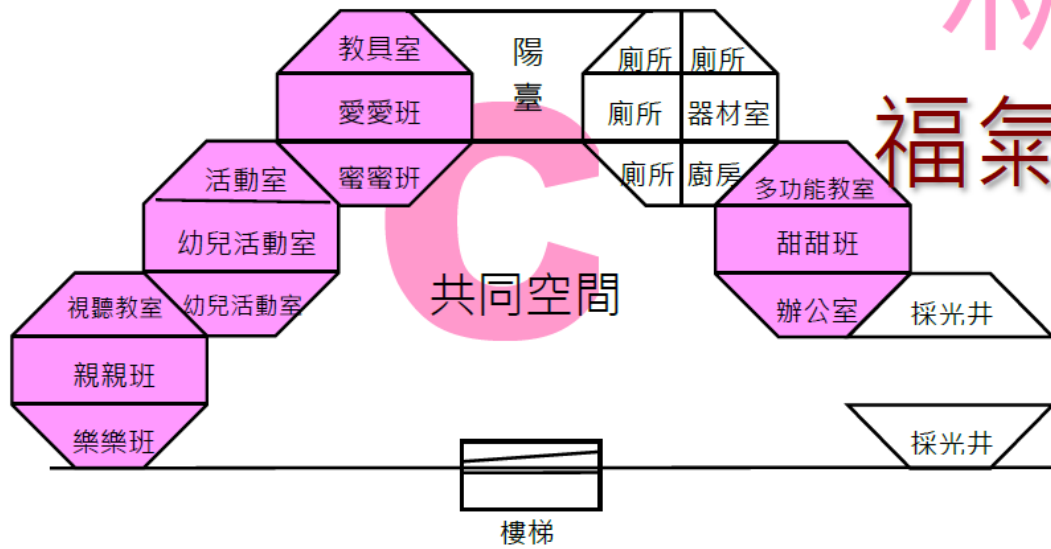 教具室
陽臺
廁所
廁所
愛愛班
廁所
器材室
福氣
活動室
蜜蜜班
廁所
廚房
多功能教室
幼兒活動室
甜甜班
C
共同空間
視聽教室
幼兒活動室
辦公室
採光井
親親班
樂樂班
採光井
樓梯